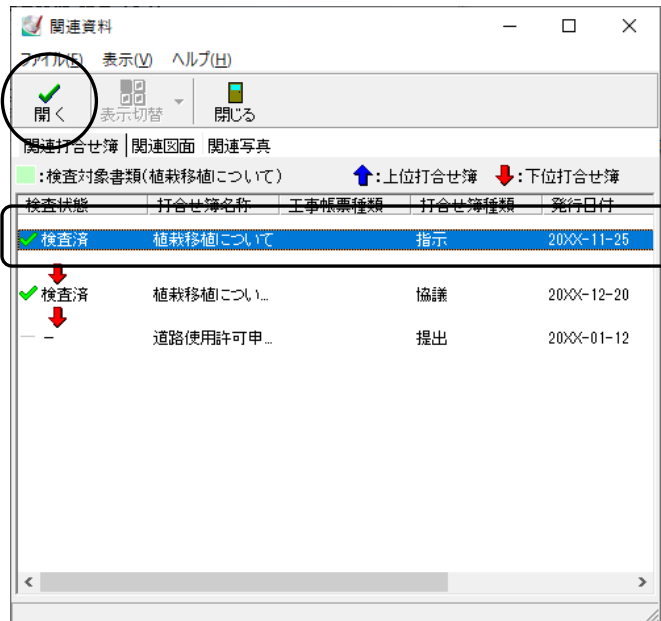 関連資料
ファイル(F) 表示(V) ヘルプ(H)
開く 表示切替 閉じる
関連打合せ簿 関連図面 関連写真
:検査対象書類(植栽移植について) :上位打合せ簿 :下位打合せ簿
検査状態 打合せ簿名称 工事帳票種類 打合せ簿種類 発行日付
検査済 植栽移植について 指示 20XX-11-25
検査済 植栽移植につい... 協議 20XX-12-20
- 道路使用許可申... 提出 20XX-01-12